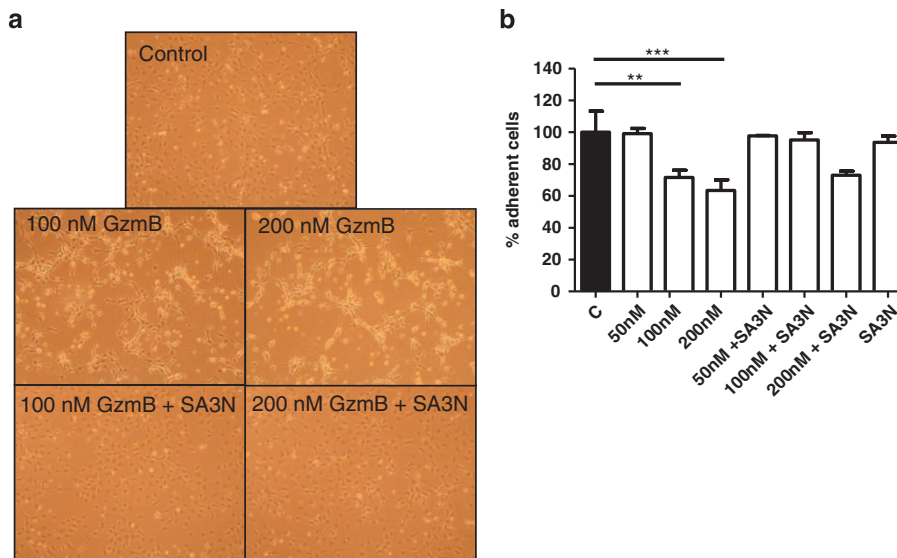 a
Control
100 nM GzmB
200 nM GzmB
100 nM GzmB + SA3N
200 nM GzmB + SA3N
b
***
**
% adherent cells
140
120
100
80
60
40
20
0
C
50nM
100nM
200nM
50nM +SA3N
100nM + SA3N
200nM + SA3N
SA3N